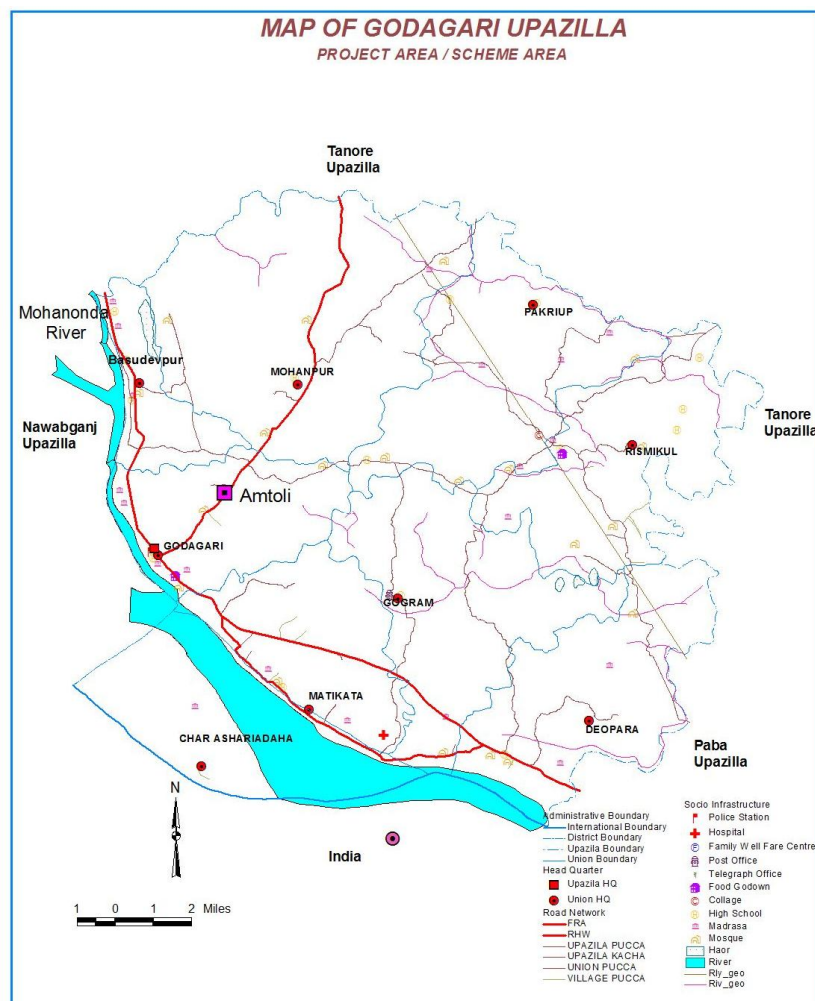 MAP OF GODAGARI UPAZILLA
PROJECT AREA / SCHEME AREA
Tanore
Upazilla
Mohanonda
River
PAKRIUP
Basudevpur
MOHANPUR
Nawabganj
Upazilla
Tanore
Upazilla
RISMIKUL
Amtoli
GODAGARI
GOGRAM
MATIKATA
DEOPARA
CHAR ASHARIADAHA
Paba
Upazilla
N
India
1 0 1 2 Miles
Administrative Boundary
International Boundary
District Boundary
Upazila Boundary
Union Boundary
Head Quarter
Upazila HQ
Union HQ
Road Network
FRA
RHW
UPAZILA PUCCA
UPAZILA KACHA
UNION PUCCA
VILLAGE PUCCA
Socio Infrastructure
Police Station
Hospital
Family Well Fare Centre
Post Office
Telegraph Office
Food Godown
Collage
High School
Madrasa
Mosque
Haor
River
Rly_geo
Riv_geo